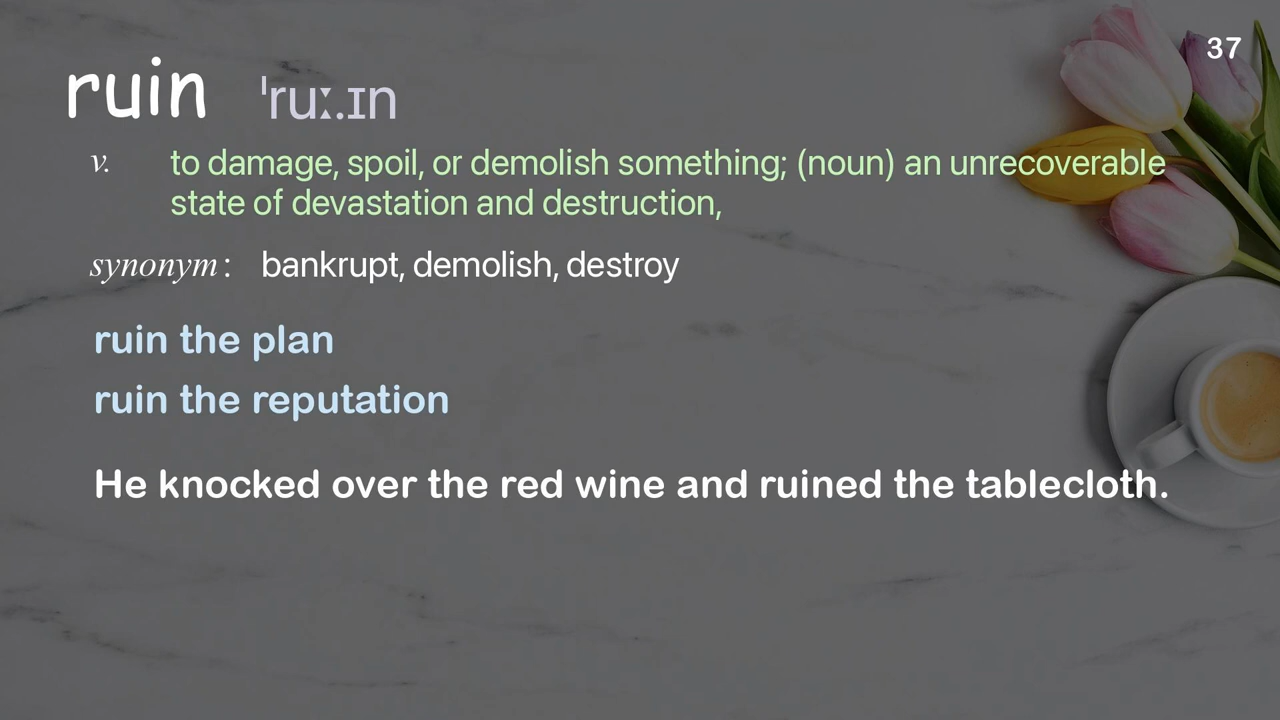 37
ruin ˈruː.ɪn
v. to damage, spoil, or demolish something; (noun) an unrecoverable
state of devastation and destruction,
synonym : bankrupt, demolish, destroy
ruin the plan
ruin the reputation
He knocked over the red wine and ruined the tablecloth.